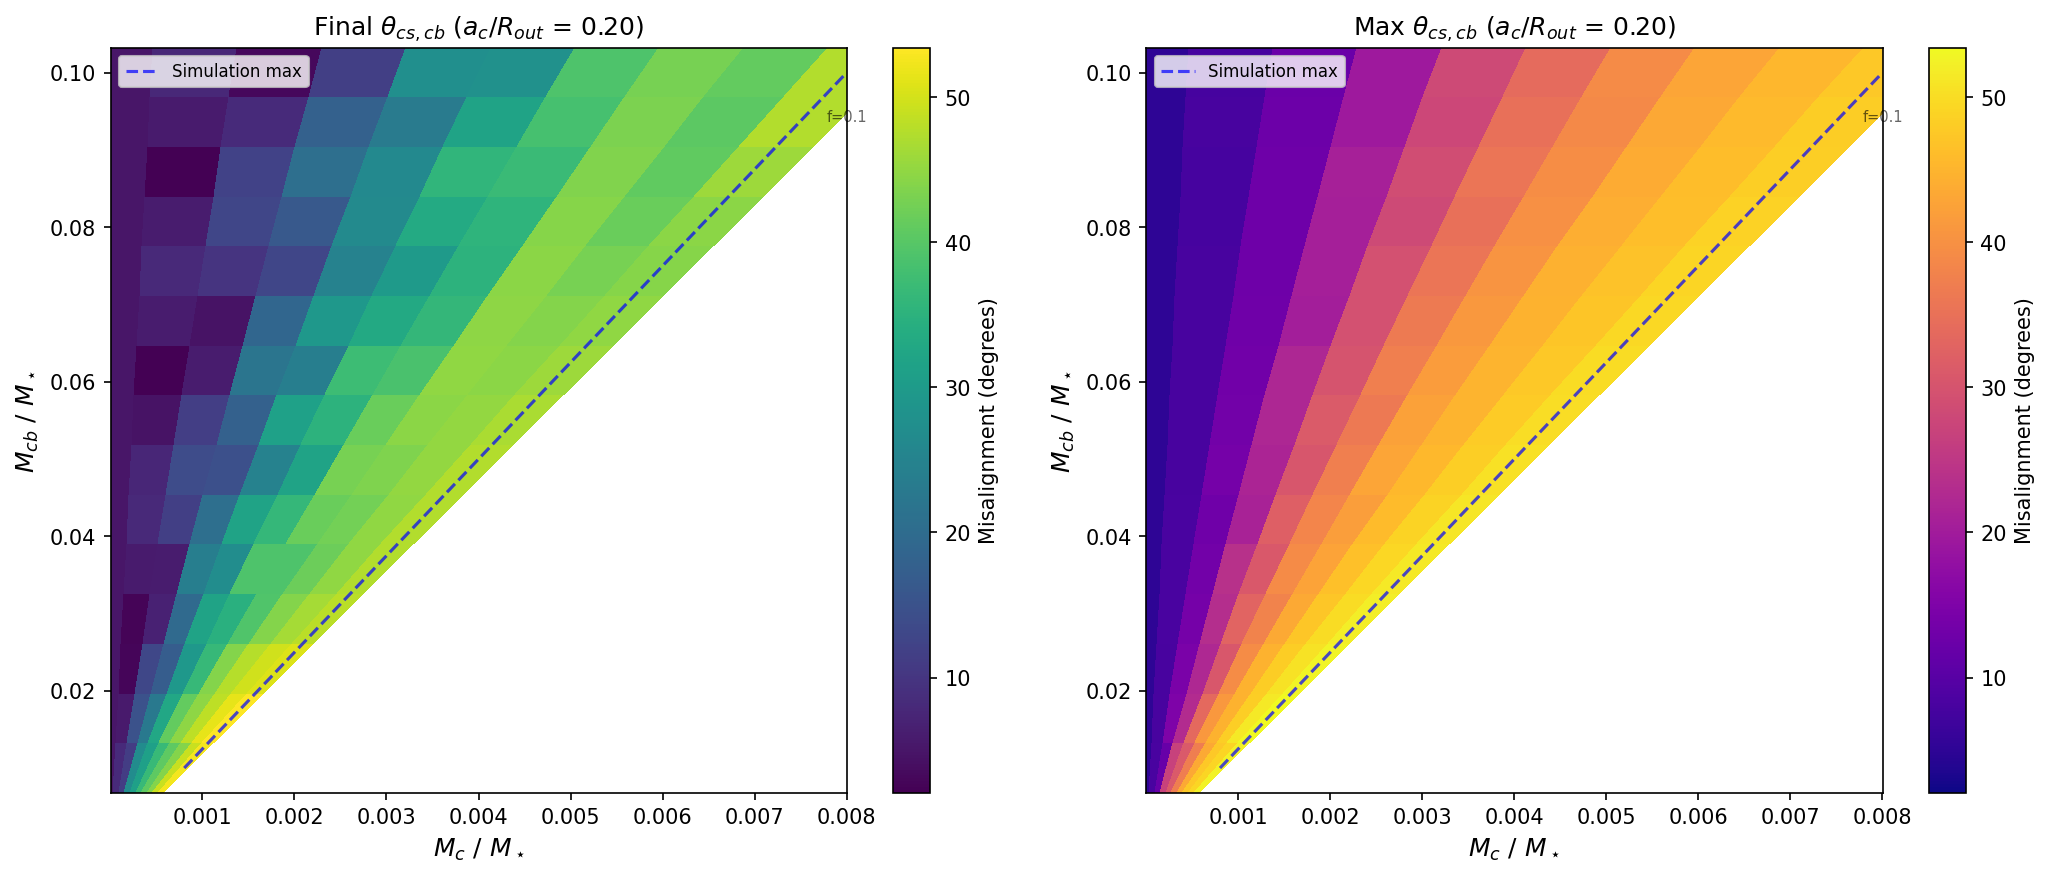 Final θcs,cb (ac/Rout = 0.20)
Simulation max
f=0.1
0.10
0.08
0.06
0.04
0.02
Mcb / M⋆
0.001 0.002 0.003 0.004 0.005 0.006 0.007 0.008
Mc / M⋆
50
40
30
20
10
Misalignment (degrees)
Max θcs,cb (ac/Rout = 0.20)
Simulation max
f=0.1
0.10
0.08
0.06
0.04
0.02
Mcb / M⋆
0.001 0.002 0.003 0.004 0.005 0.006 0.007 0.008
Mc / M⋆
50
40
30
20
10
Misalignment (degrees)